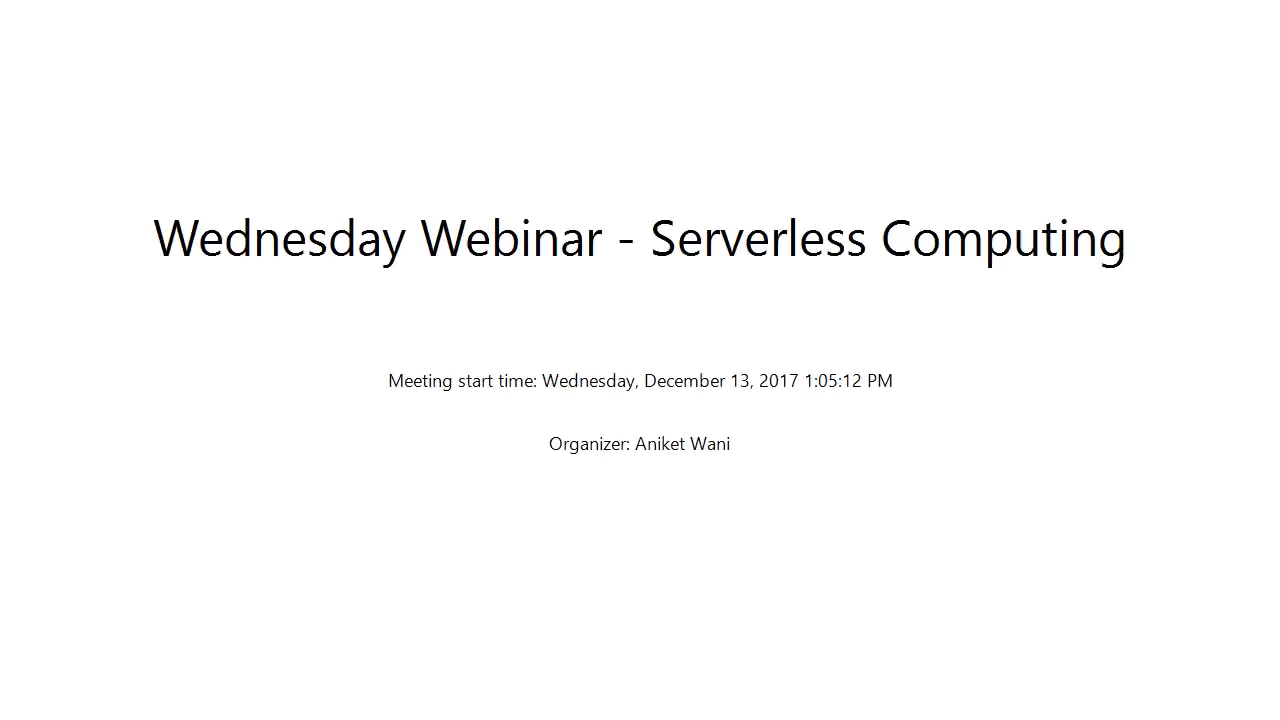 Wednesday Webinar - Serverless Computing
Meeting start time: Wednesday, December 13, 2017 1:05:12 PM
Organizer: Aniket Wani